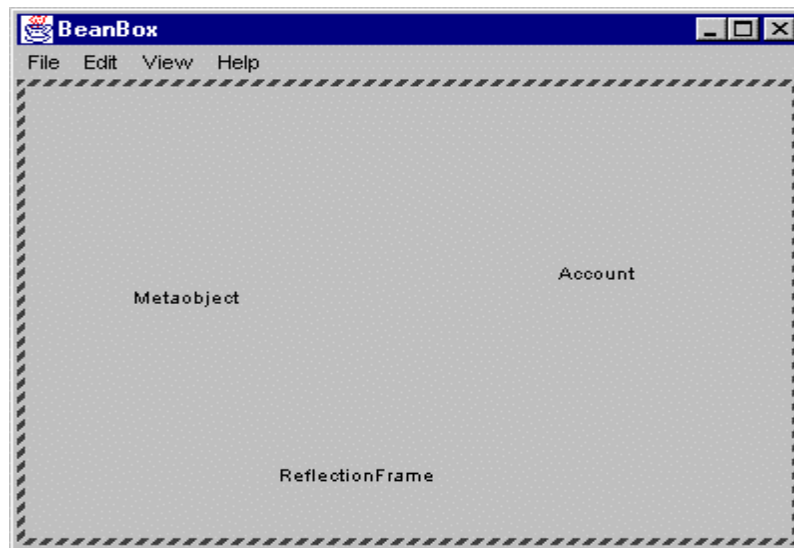 BeanBox
File Edit View Help
Account
Metaobject
ReflectionFrame